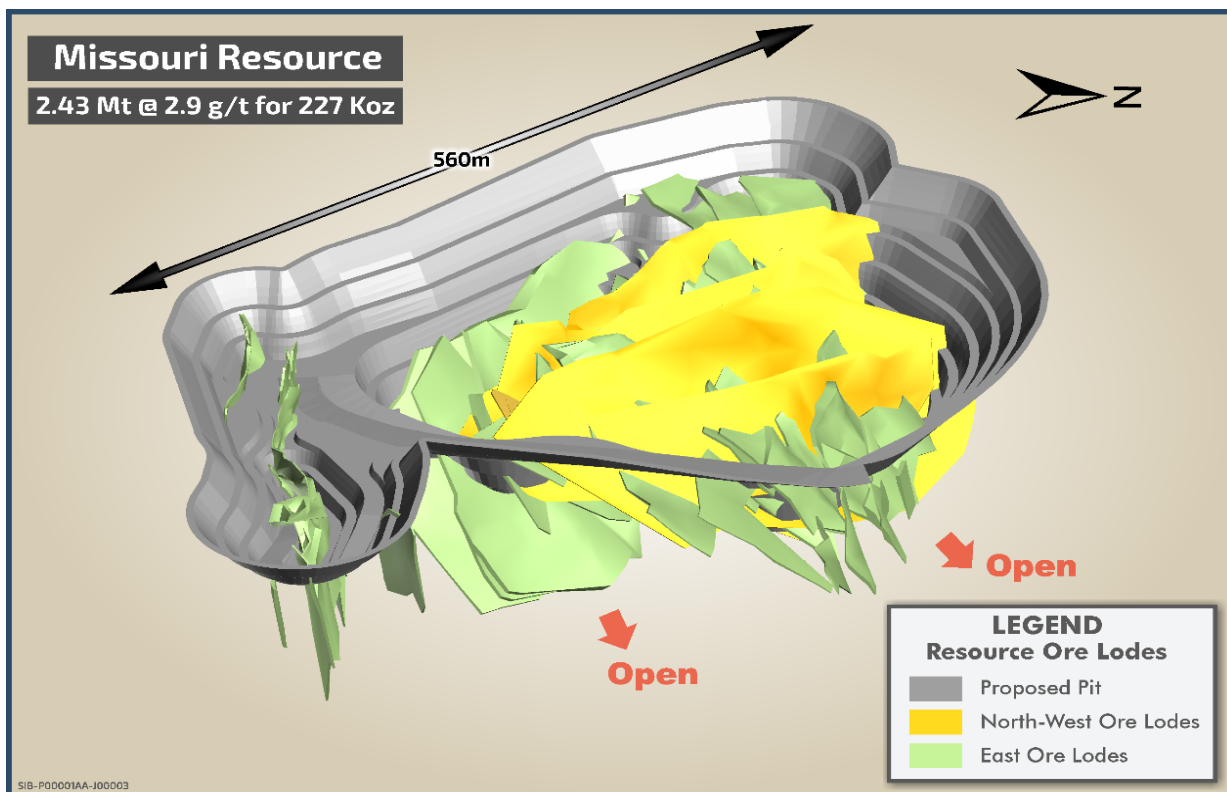 Missouri Resource
2.43 Mt @ 2.9 g/t for 227 Koz
560m
N
Open
Open
LEGEND
Resource Ore Lodes
Proposed Pit
North-West Ore Lodes
East Ore Lodes
SIB-P00001AA-J00003